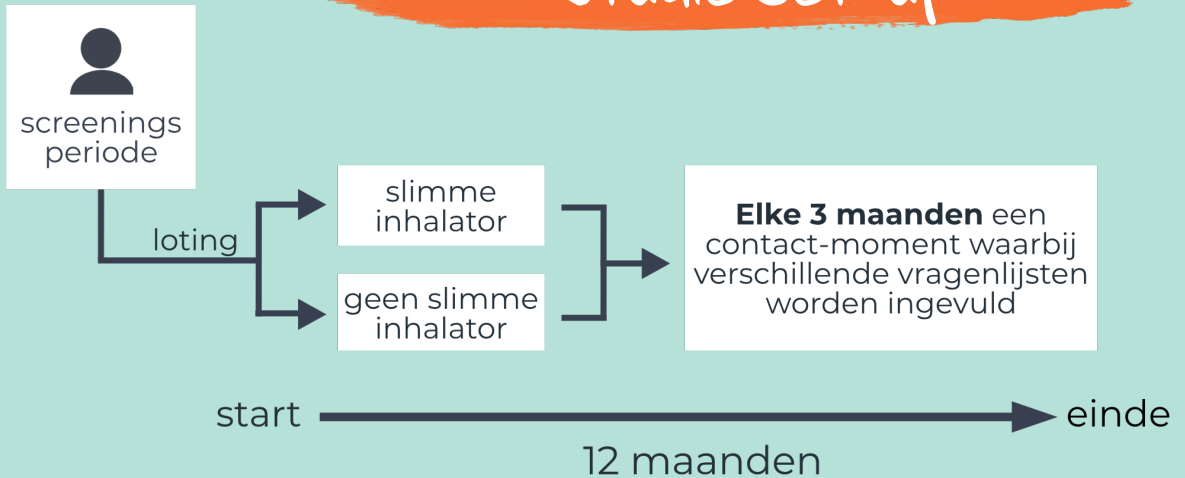 screenings
periode
loting
slimme
inhalator
geen slimme
inhalator
Elke 3 maanden een
contact-moment waarbij
verschillende vragenlijsten
worden ingevuld
start
einde
12 maanden